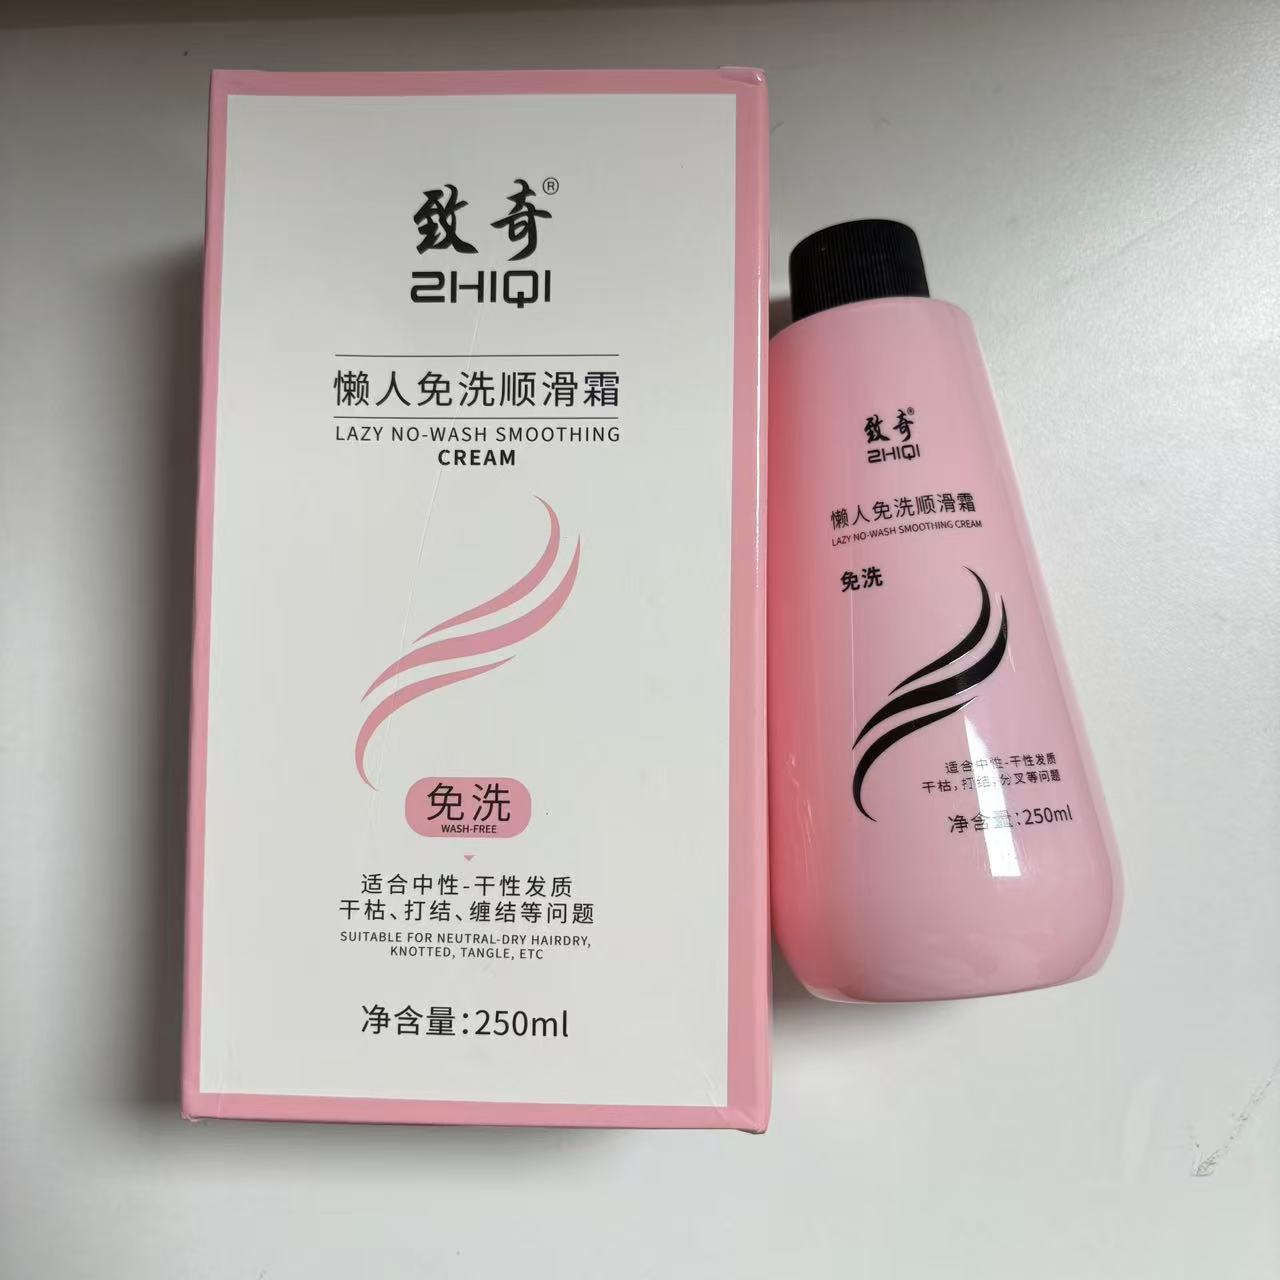 致奇®
ZHIQI
懒人免洗顺滑霜
LAZY NO-WASH SMOOTHING
CREAM
免洗
WASH-FREE
适合中性-干性发质
干枯、打结、缠结等问题
SUITABLE FOR NEUTRAL-DRY HAIRDRY,
KNOTTED, TANGLE, ETC
净含量:250ml
致奇®
ZHIQI
懒人免洗顺滑霜
LAZY NO-WASH SMOOTHING CREAM
免洗
适合中性-干性发质
干枯,打结,分叉等问题
净含量:250ml